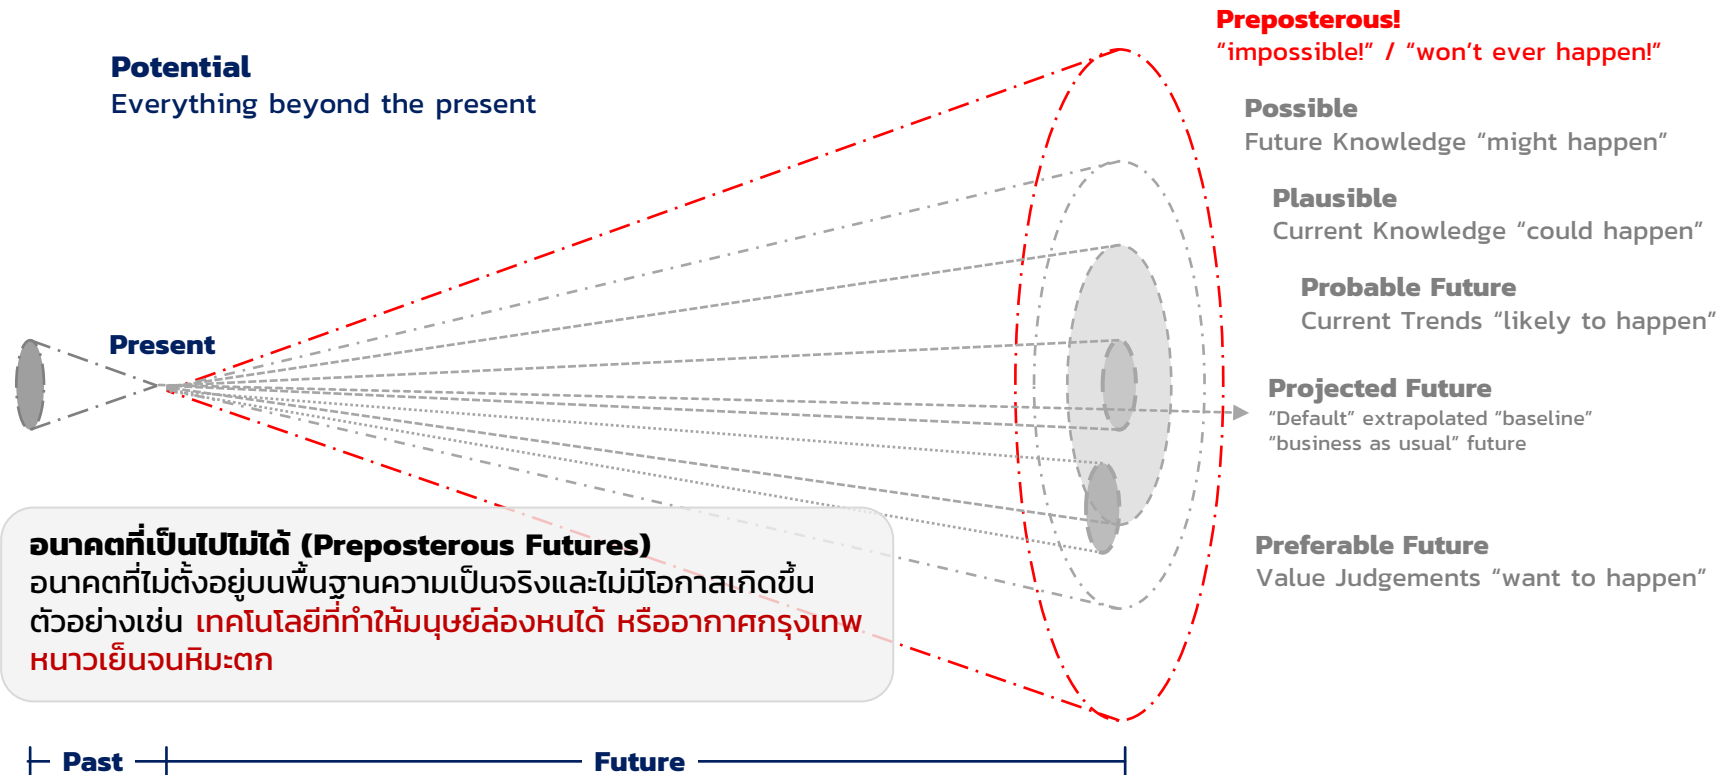 Preposterous!
“impossible!” / “won’t ever happen!”
Potential
Everything beyond the present
Possible
Future Knowledge “might happen”
Plausible
Current Knowledge “could happen”
Probable Future
Current Trends “likely to happen”
Present
Projected Future
“Default” extrapolated “baseline”
“business as usual” future
Preferable Future
Value Judgements “want to happen”
อนาคตที่เป็นไปไม่ได้ (Preposterous Futures)
อนาคตที่ไม่ตั้งอยู่บนพื้นฐานความเป็นจริงและไม่มีโอกาสเกิดขึ้น
ตัวอย่างเช่น เทคโนโลยีที่ทำให้มนุษย์ล่องหนได้ หรืออากาศกรุงเทพ
หนาวเย็นจนหิมะตก
Past
Future